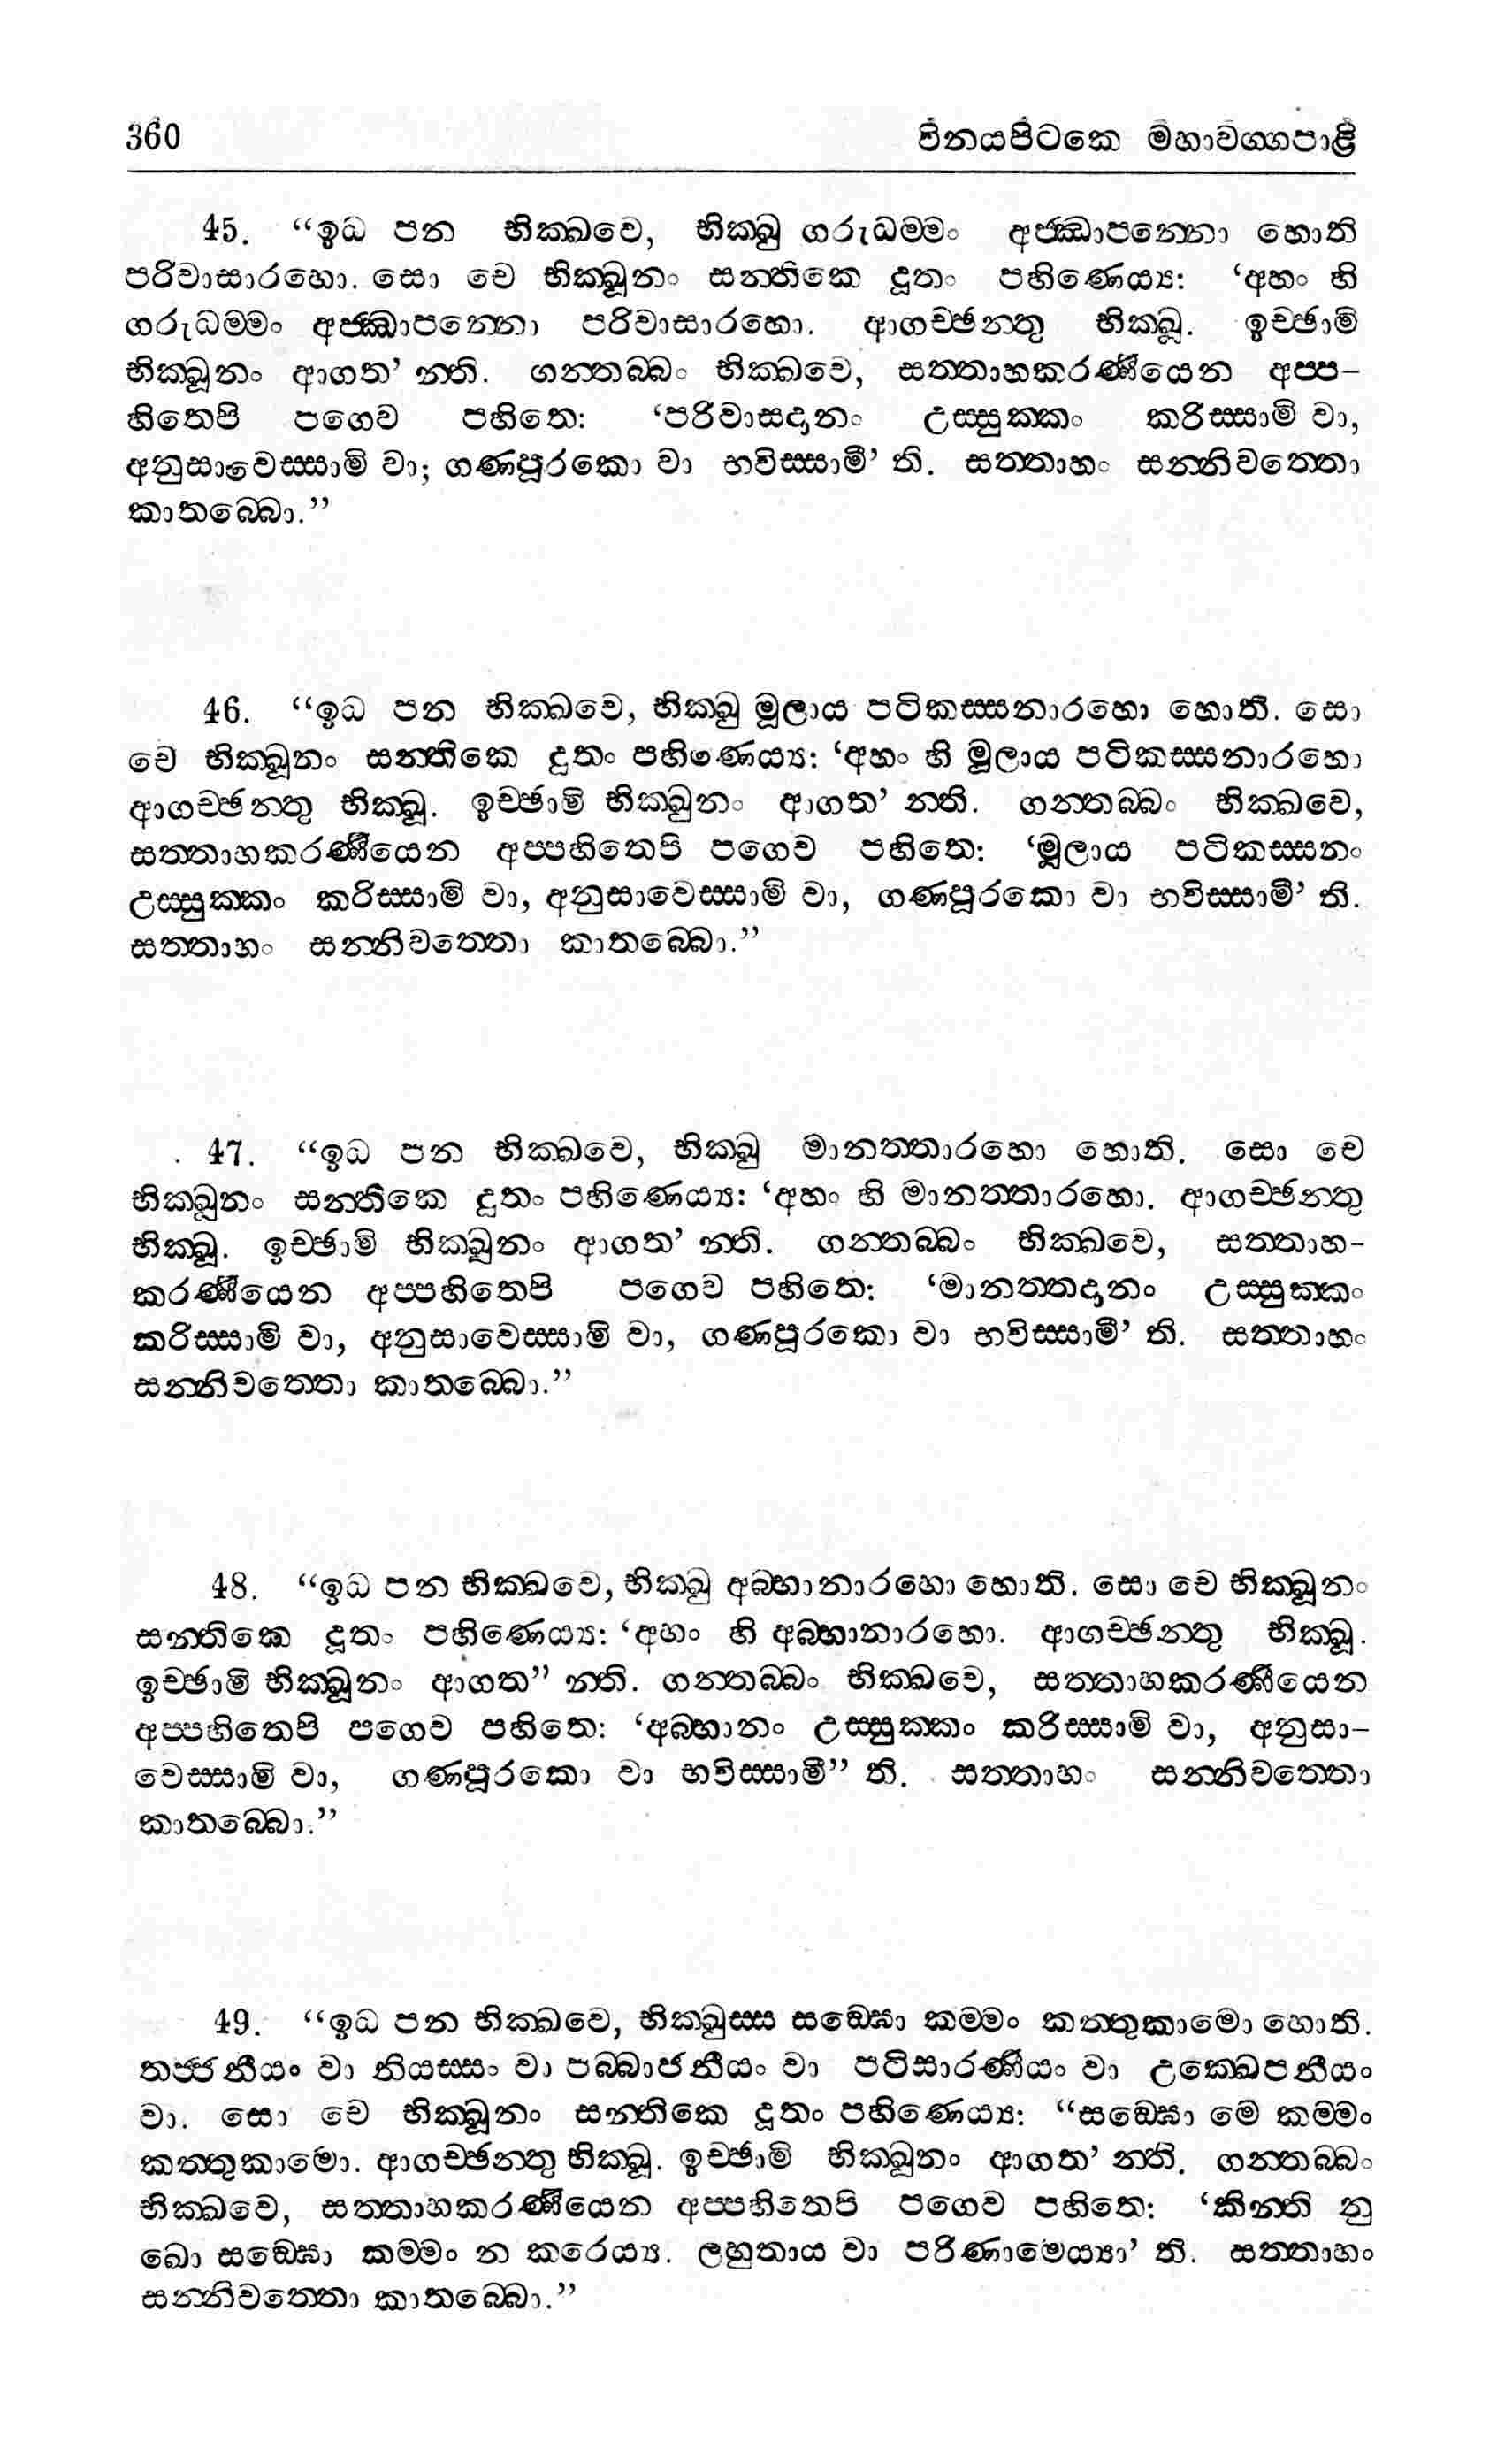 360 විනයපිටකෙ මහාවග්ගපාළි
45. “ඉධ පන භික්ඛවෙ, භික්ඛු ගරුධම්මං අජ්ඣාපන්නො හොති
පරිවාසාරහො. සො චෙ භික්ඛූනං සන්තිකෙ දූතං පහිණෙය්‍ය: ‘අහං හි
ගරුධම්මං අජ්ඣාපන්නො පරිවාසාරහො. ආගච්ඡන්තු භික්ඛූ. ඉච්ඡාමි
භික්ඛූනං ආගත’ න්ති. ගන්තබ්බං භික්ඛවෙ, සත්තාහකරණීයෙන අප්ප–
හිතෙපි පගෙව පහිතෙ: ‘පරිවාසදානං උස්සුක්කං කරිස්සාමි වා,
අනුසාවෙස්සාමි වා; ගණපූරකො වා භවිස්සාමී’ ති. සත්තාහං සන්නිවත්තො
කාතබ්බො.”
46. “ඉධ පන භික්ඛවෙ, භික්ඛු මූලාය පටිකස්සනාරහො හොති. සො
චෙ භික්ඛූනං සන්තිකෙ දූතං පහිණෙය්‍ය: ‘අහං හි මූලාය පටිකස්සනාරහො
ආගච්ඡන්තු භික්ඛූ. ඉච්ඡාමි භික්ඛුනං ආගත’ න්ති. ගන්තබ්බං භික්ඛවෙ,
සත්තාහකරණීයෙන අප්පහිතෙපි පගෙව පහිතෙ: ‘මූලාය පටිකස්සනං
උස්සුක්කං කරිස්සාමි වා, අනුසාවෙස්සාමි වා, ගණපූරකො වා භවිස්සාමී’ ති.
සත්තාහං සන්නිවත්තො කාතබ්බො.”
47. “ඉධ පන භික්ඛවෙ, භික්ඛු මානත්තාරහො හොති. සො චෙ
භික්ඛූනං සන්තිකෙ දූතං පහිණෙය්‍ය: ‘අහං හි මානත්තාරහො. ආගච්ඡන්තු
භික්ඛූ. ඉච්ඡාමි භික්ඛූනං ආගත’ න්ති. ගන්තබ්බං භික්ඛවෙ, සත්තාහ–
කරණීයෙන අප්පහිතෙපි පගෙව පහිතෙ: ‘මානත්තදානං උස්සුක්කං
කරිස්සාමි වා, අනුසාවෙස්සාමි වා, ගණපූරකො වා භවිස්සාමී’ ති. සත්තාහං
සන්නිවත්තො කාතබ්බො.”
48. “ඉධ පන භික්ඛවෙ, භික්ඛු අබ්භානාරහො හොති. සො චෙ භික්ඛූනං
සන්තිකෙ දූතං පහිණෙය්‍ය: ‘අහං හි අබ්භානාරහො. ආගච්ඡන්තු භික්ඛූ.
ඉච්ඡාමි භික්ඛූනං ආගත” න්ති. ගන්තබ්බං භික්ඛවෙ, සත්තාහකරණීයෙන
අප්පහිතෙපි පගෙව පහිතෙ: ‘අබ්භානං උස්සුක්කං කරිස්සාමි වා, අනුසා–
වෙස්සාමි වා, ගණපූරකො වා භවිස්සාමී” ති. සත්තාහං සන්නිවත්තො
කාතබ්බො.”
49. “ඉධ පන භික්ඛවෙ, භික්ඛුස්ස සඞ්ඝො කම්මං කත්තුකාමො හොති.
තජ්ජනීයං වා නියස්සං වා පබ්බාජනීයං වා පටිසාරණීයං වා උක්ඛෙපනීයං
වා. සො චෙ භික්ඛූනං සන්තිකෙ දූතං පහිණෙය්‍ය: “සඞ්ඝො මෙ කම්මං
කත්තුකාමො. ආගච්ඡන්තු භික්ඛූ. ඉච්ඡාමි භික්ඛූනං ආගත’ න්ති. ගන්තබ්බං
භික්ඛවෙ, සත්තාහකරණීයෙන අප්පහිතෙපි පගෙව පහිතෙ: ‘කින්ති නු
ඛො සඞ්ඝො කම්මං න කරෙය්‍ය. ලහුතාය වා පරිණාමෙය්‍යා’ ති. සත්තාහං
සන්නිවත්තො කාතබ්බො.”